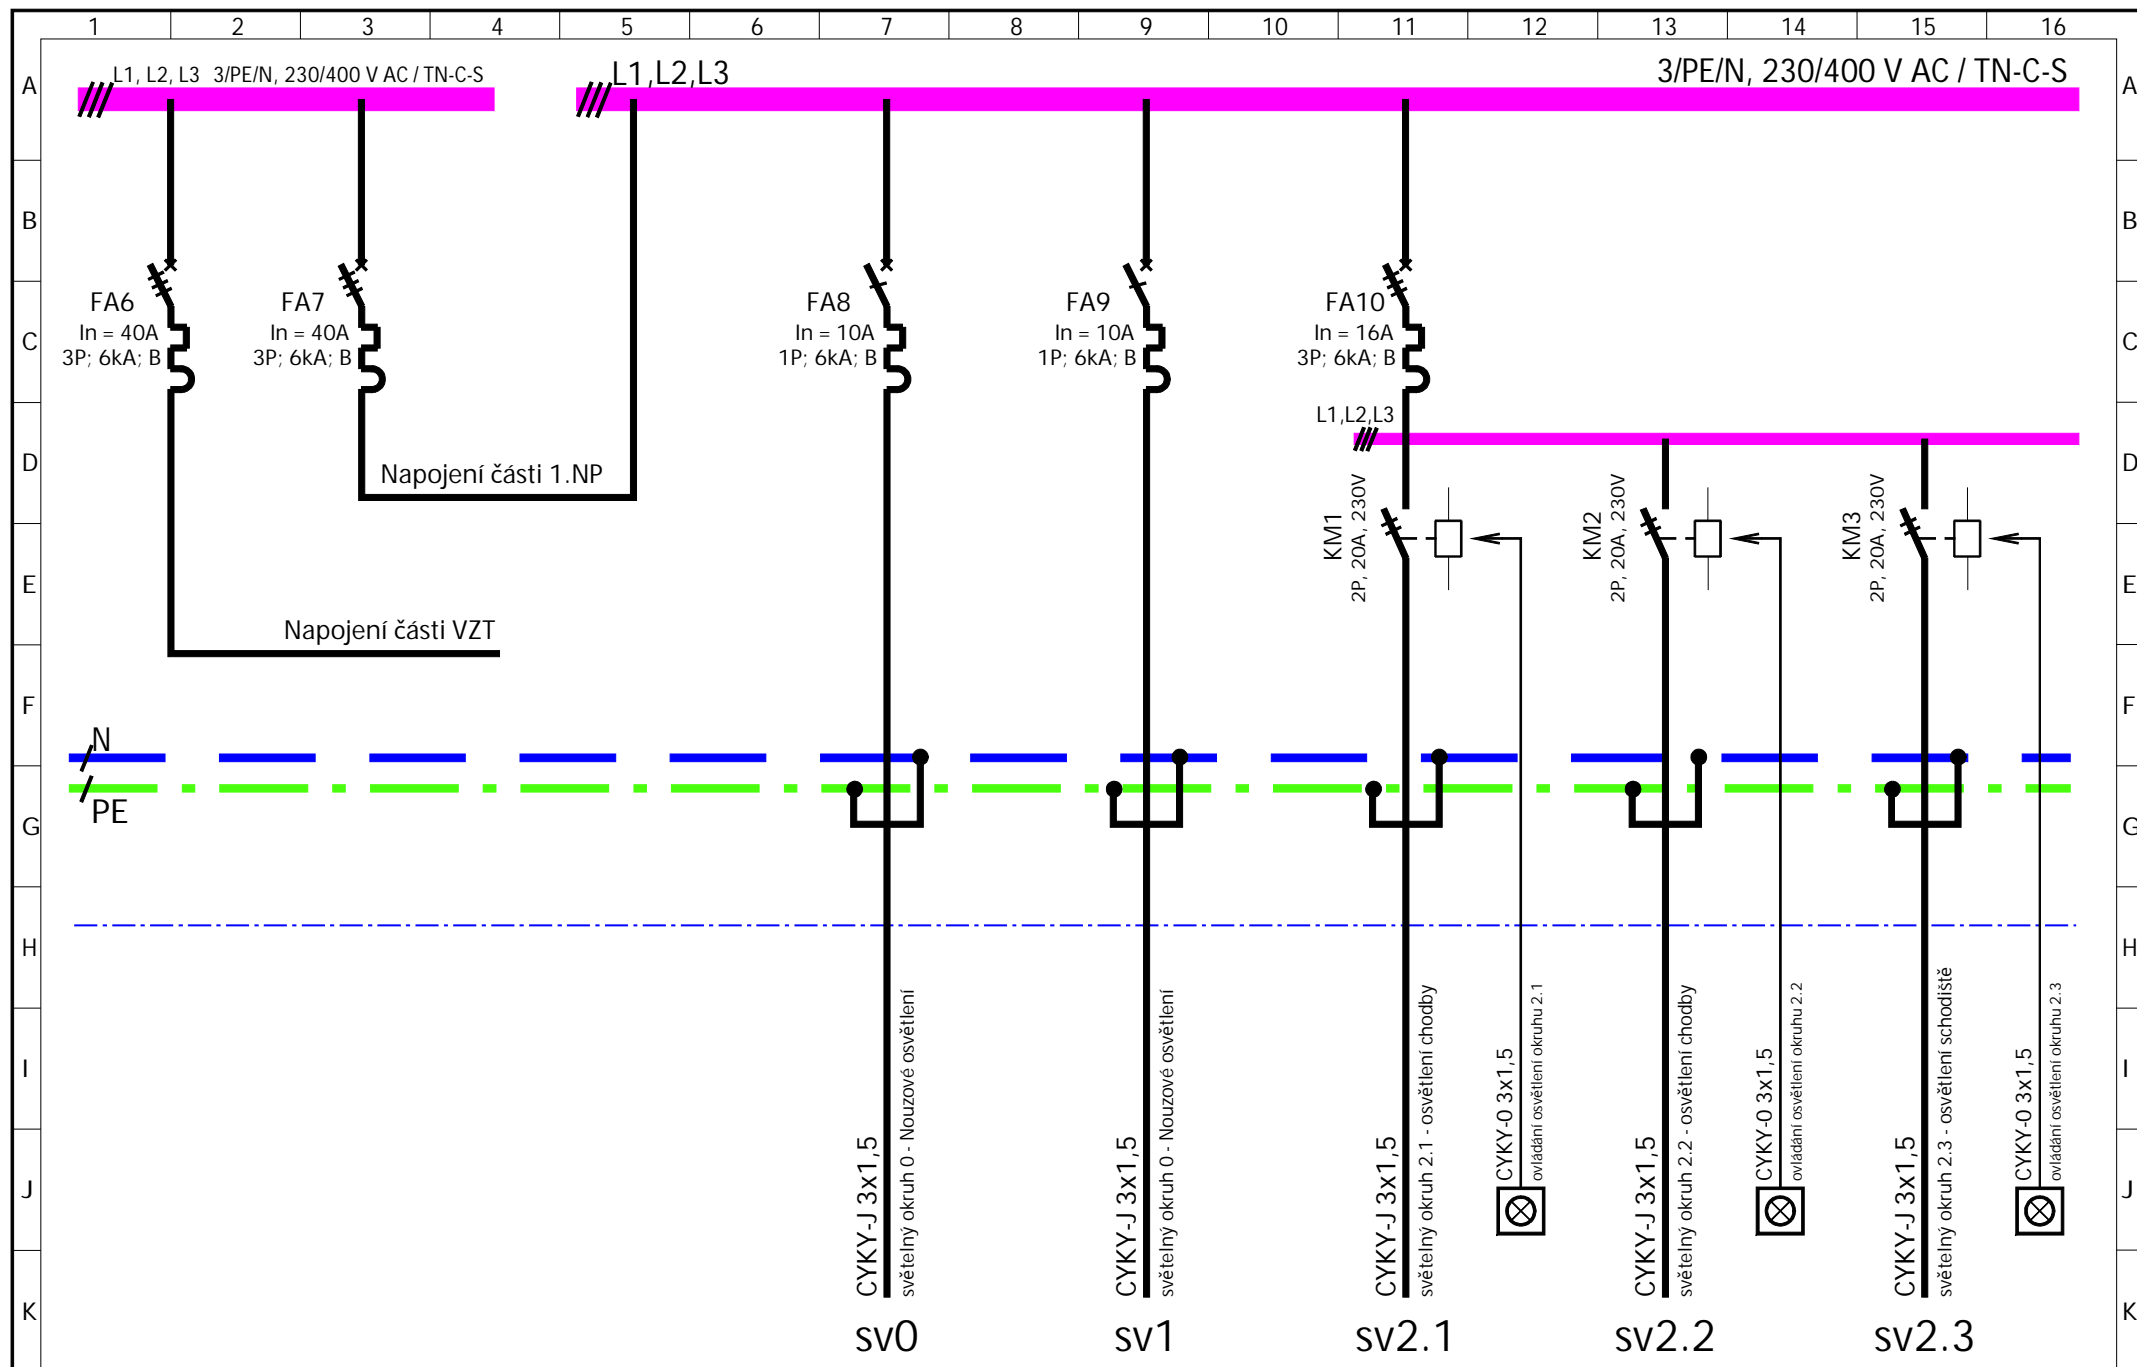 1 2 3 4 5 6 7 8 9 10 11 12 13 14 15 16
A A
L1, L2, L3 3/PE/N, 230/400 V AC / TN-C-S
L1,L2,L3
3/PE/N, 230/400 V AC / TN-C-S
B B
C C
FA6
In = 40A
3P; 6kA; B
FA7
In = 40A
3P; 6kA; B
FA8
In = 10A
1P; 6kA; B
FA9
In = 10A
1P; 6kA; B
FA10
In = 16A
3P; 6kA; B
D D
L1,L2,L3
Napojení části 1.NP
KM1
2P, 20A, 230V
KM2
2P, 20A, 230V
KM3
2P, 20A, 230V
E E
Napojení části VZT
F F
N
PE
G G
H H
I I
J J
K K
CYKY-J 3x1,5
světelný okruh 0 - Nouzové osvětlení
CYKY-J 3x1,5
světelný okruh 0 - Nouzové osvětlení
CYKY-J 3x1,5
světelný okruh 2.1 - osvětlení chodby
CYKY-0 3x1,5
ovládání osvětlení okruhu 2.1
CYKY-J 3x1,5
světelný okruh 2.2 - osvětlení chodby
CYKY-0 3x1,5
ovládání osvětlení okruhu 2.2
CYKY-J 3x1,5
světelný okruh 2.3 - osvětlení schodiště
CYKY-0 3x1,5
ovládání osvětlení okruhu 2.3
sv0 sv1 sv2.1 sv2.2 sv2.3